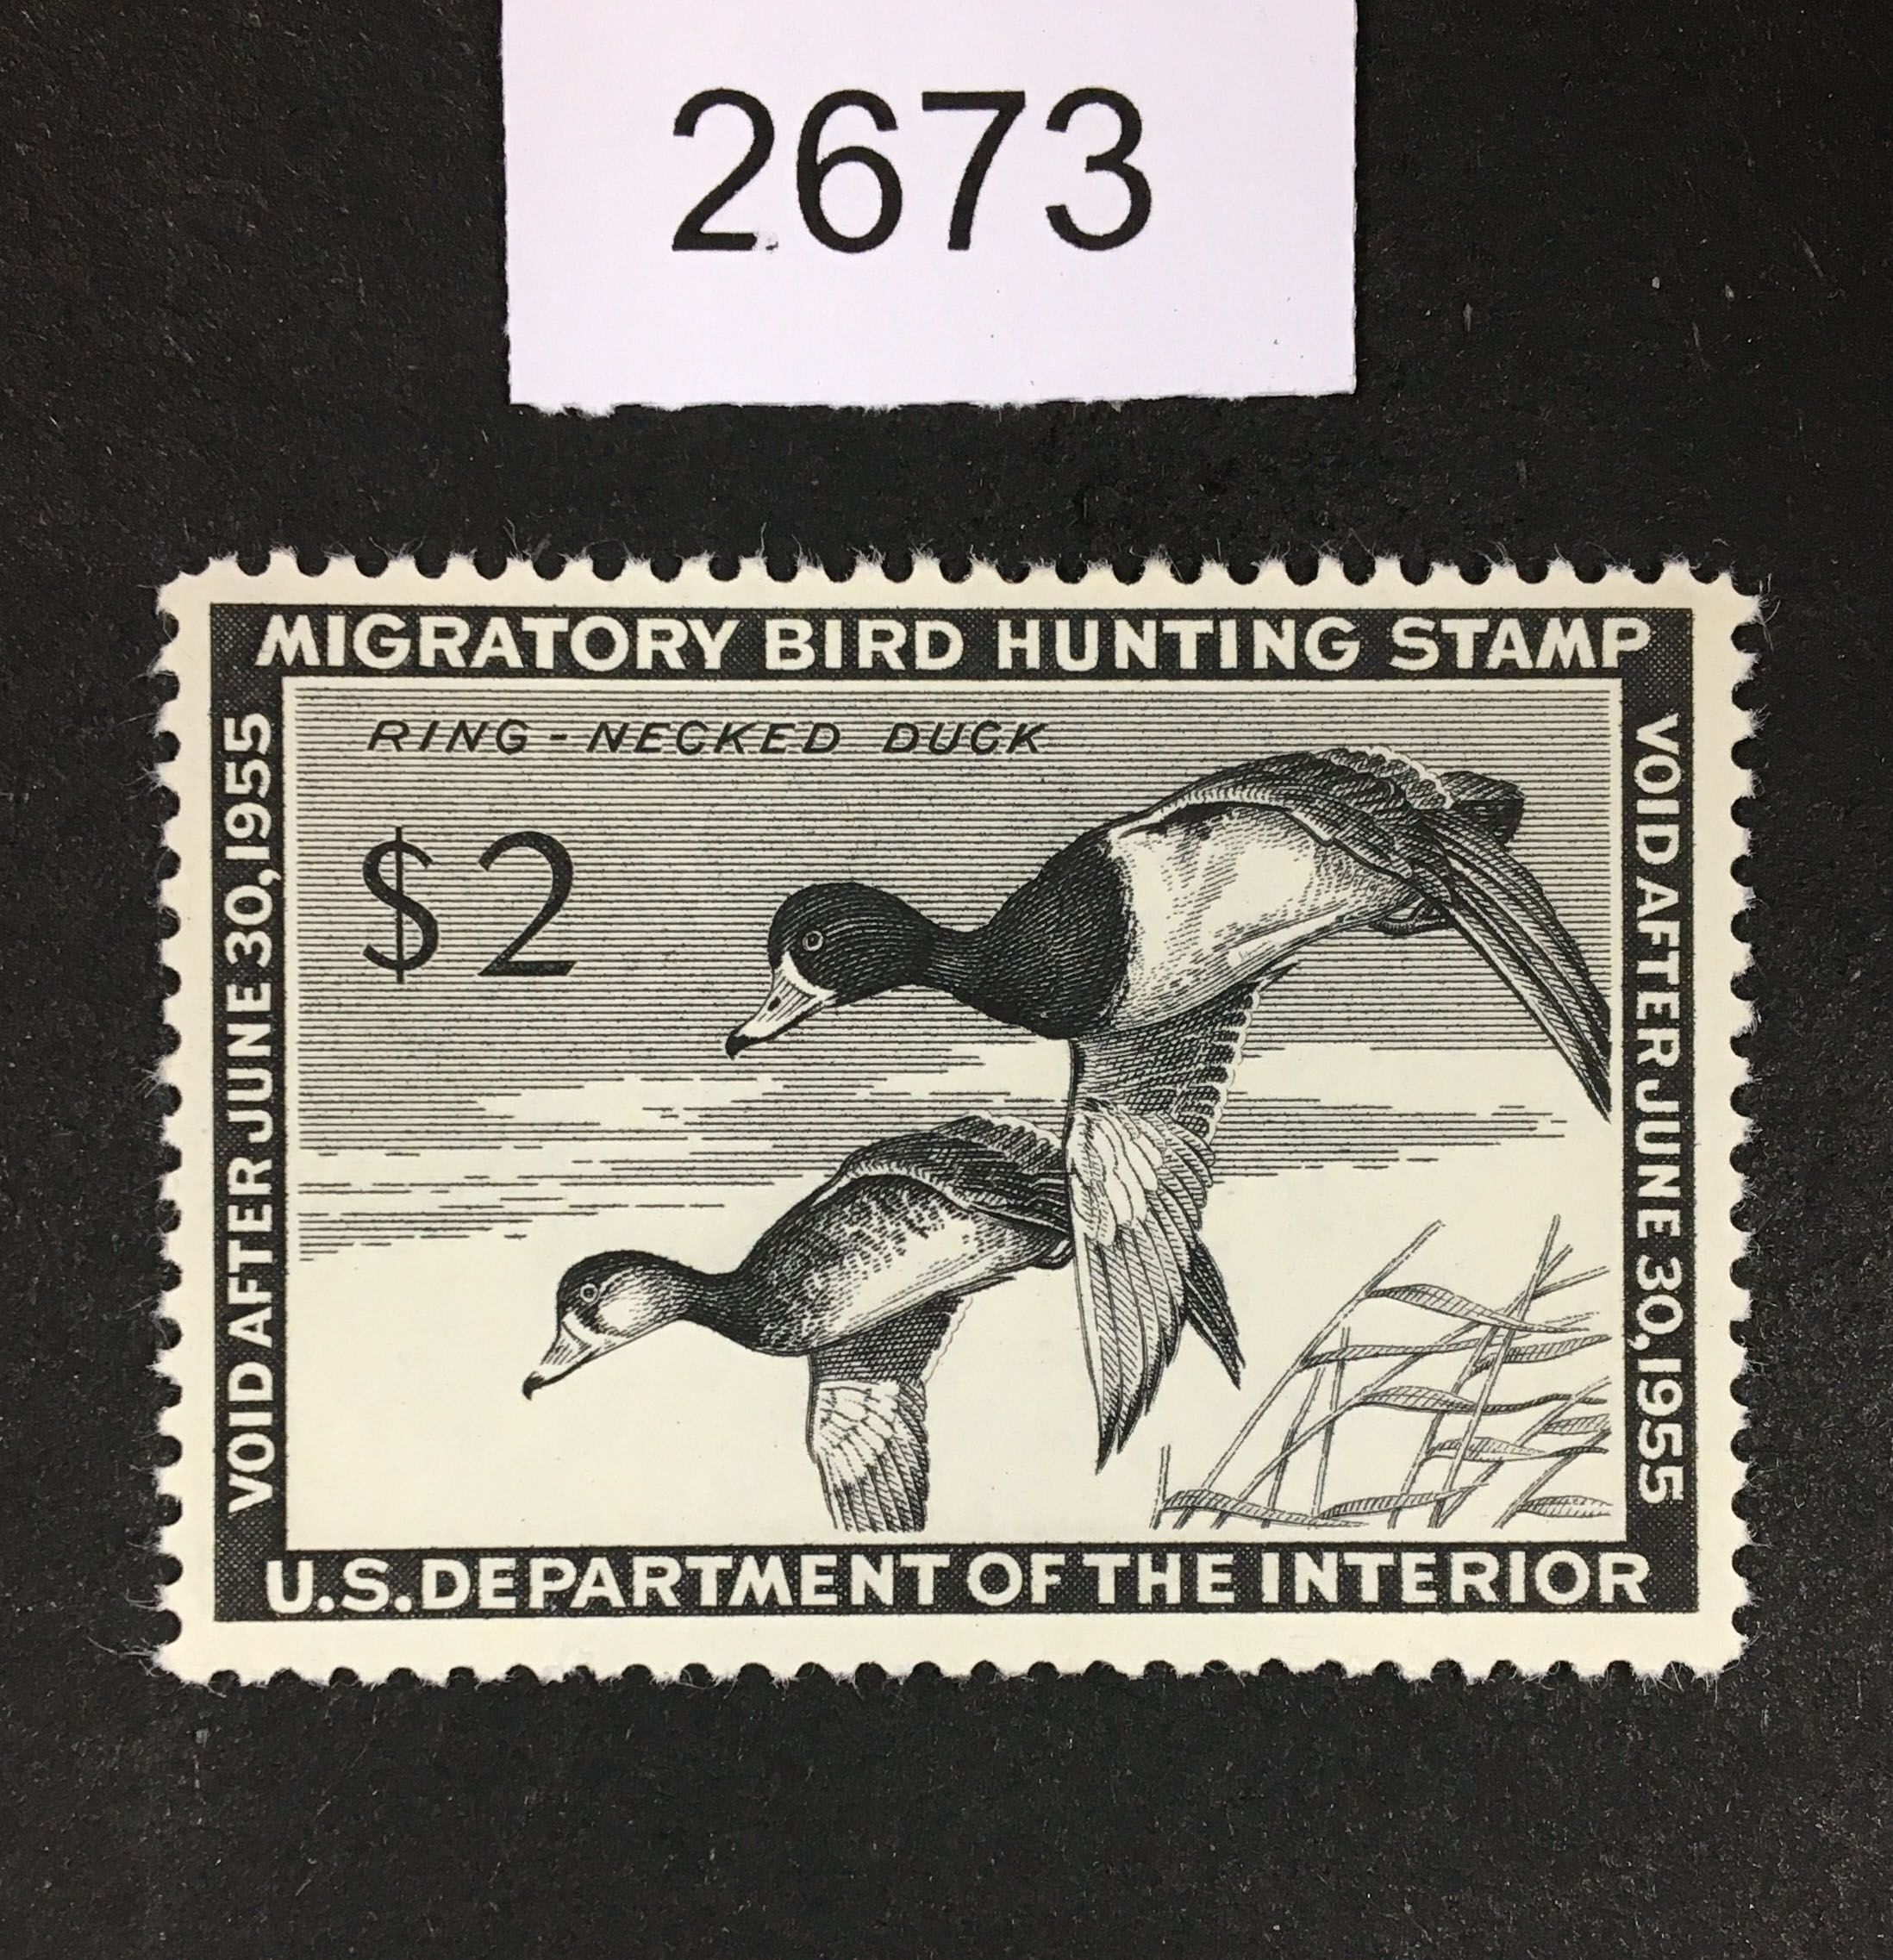 2673
MIGRATORY BIRD HUNTING STAMP
RING-NECKED DUCK
$2
VOID AFTER JUNE 30, 1955
VOID AFTER JUNE 30, 1955
U.S. DEPARTMENT OF THE INTERIOR